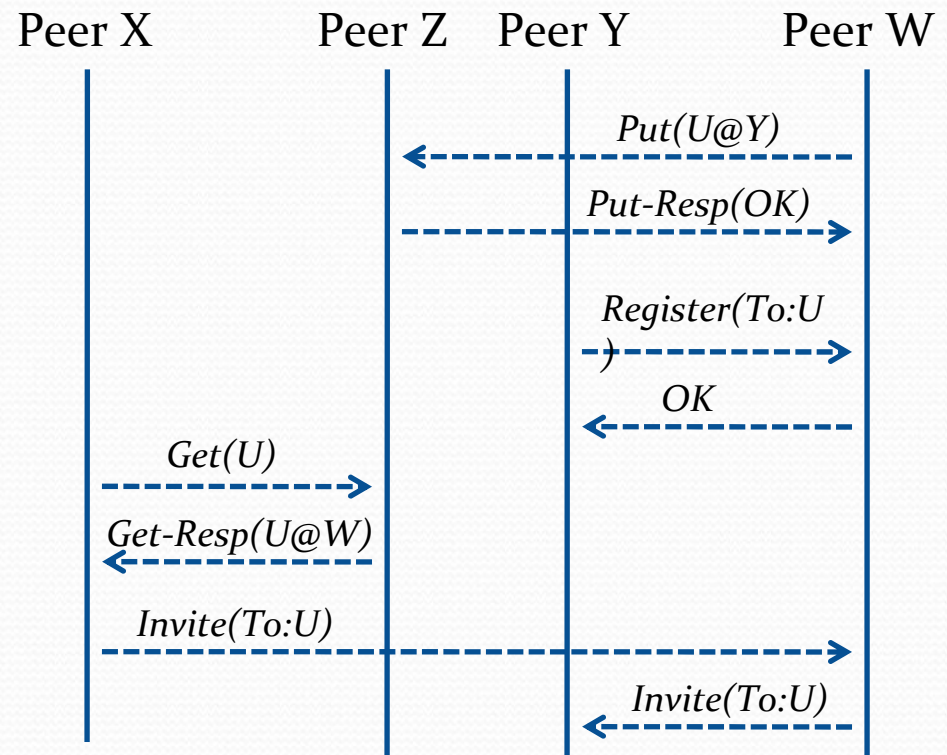 Peer X Peer Z Peer Y Peer W
Put(U@Y)
Put-Resp(OK)
Register(To:U
)
OK
Get(U)
Get-Resp(U@W)
Invite(To:U)
Invite(To:U)